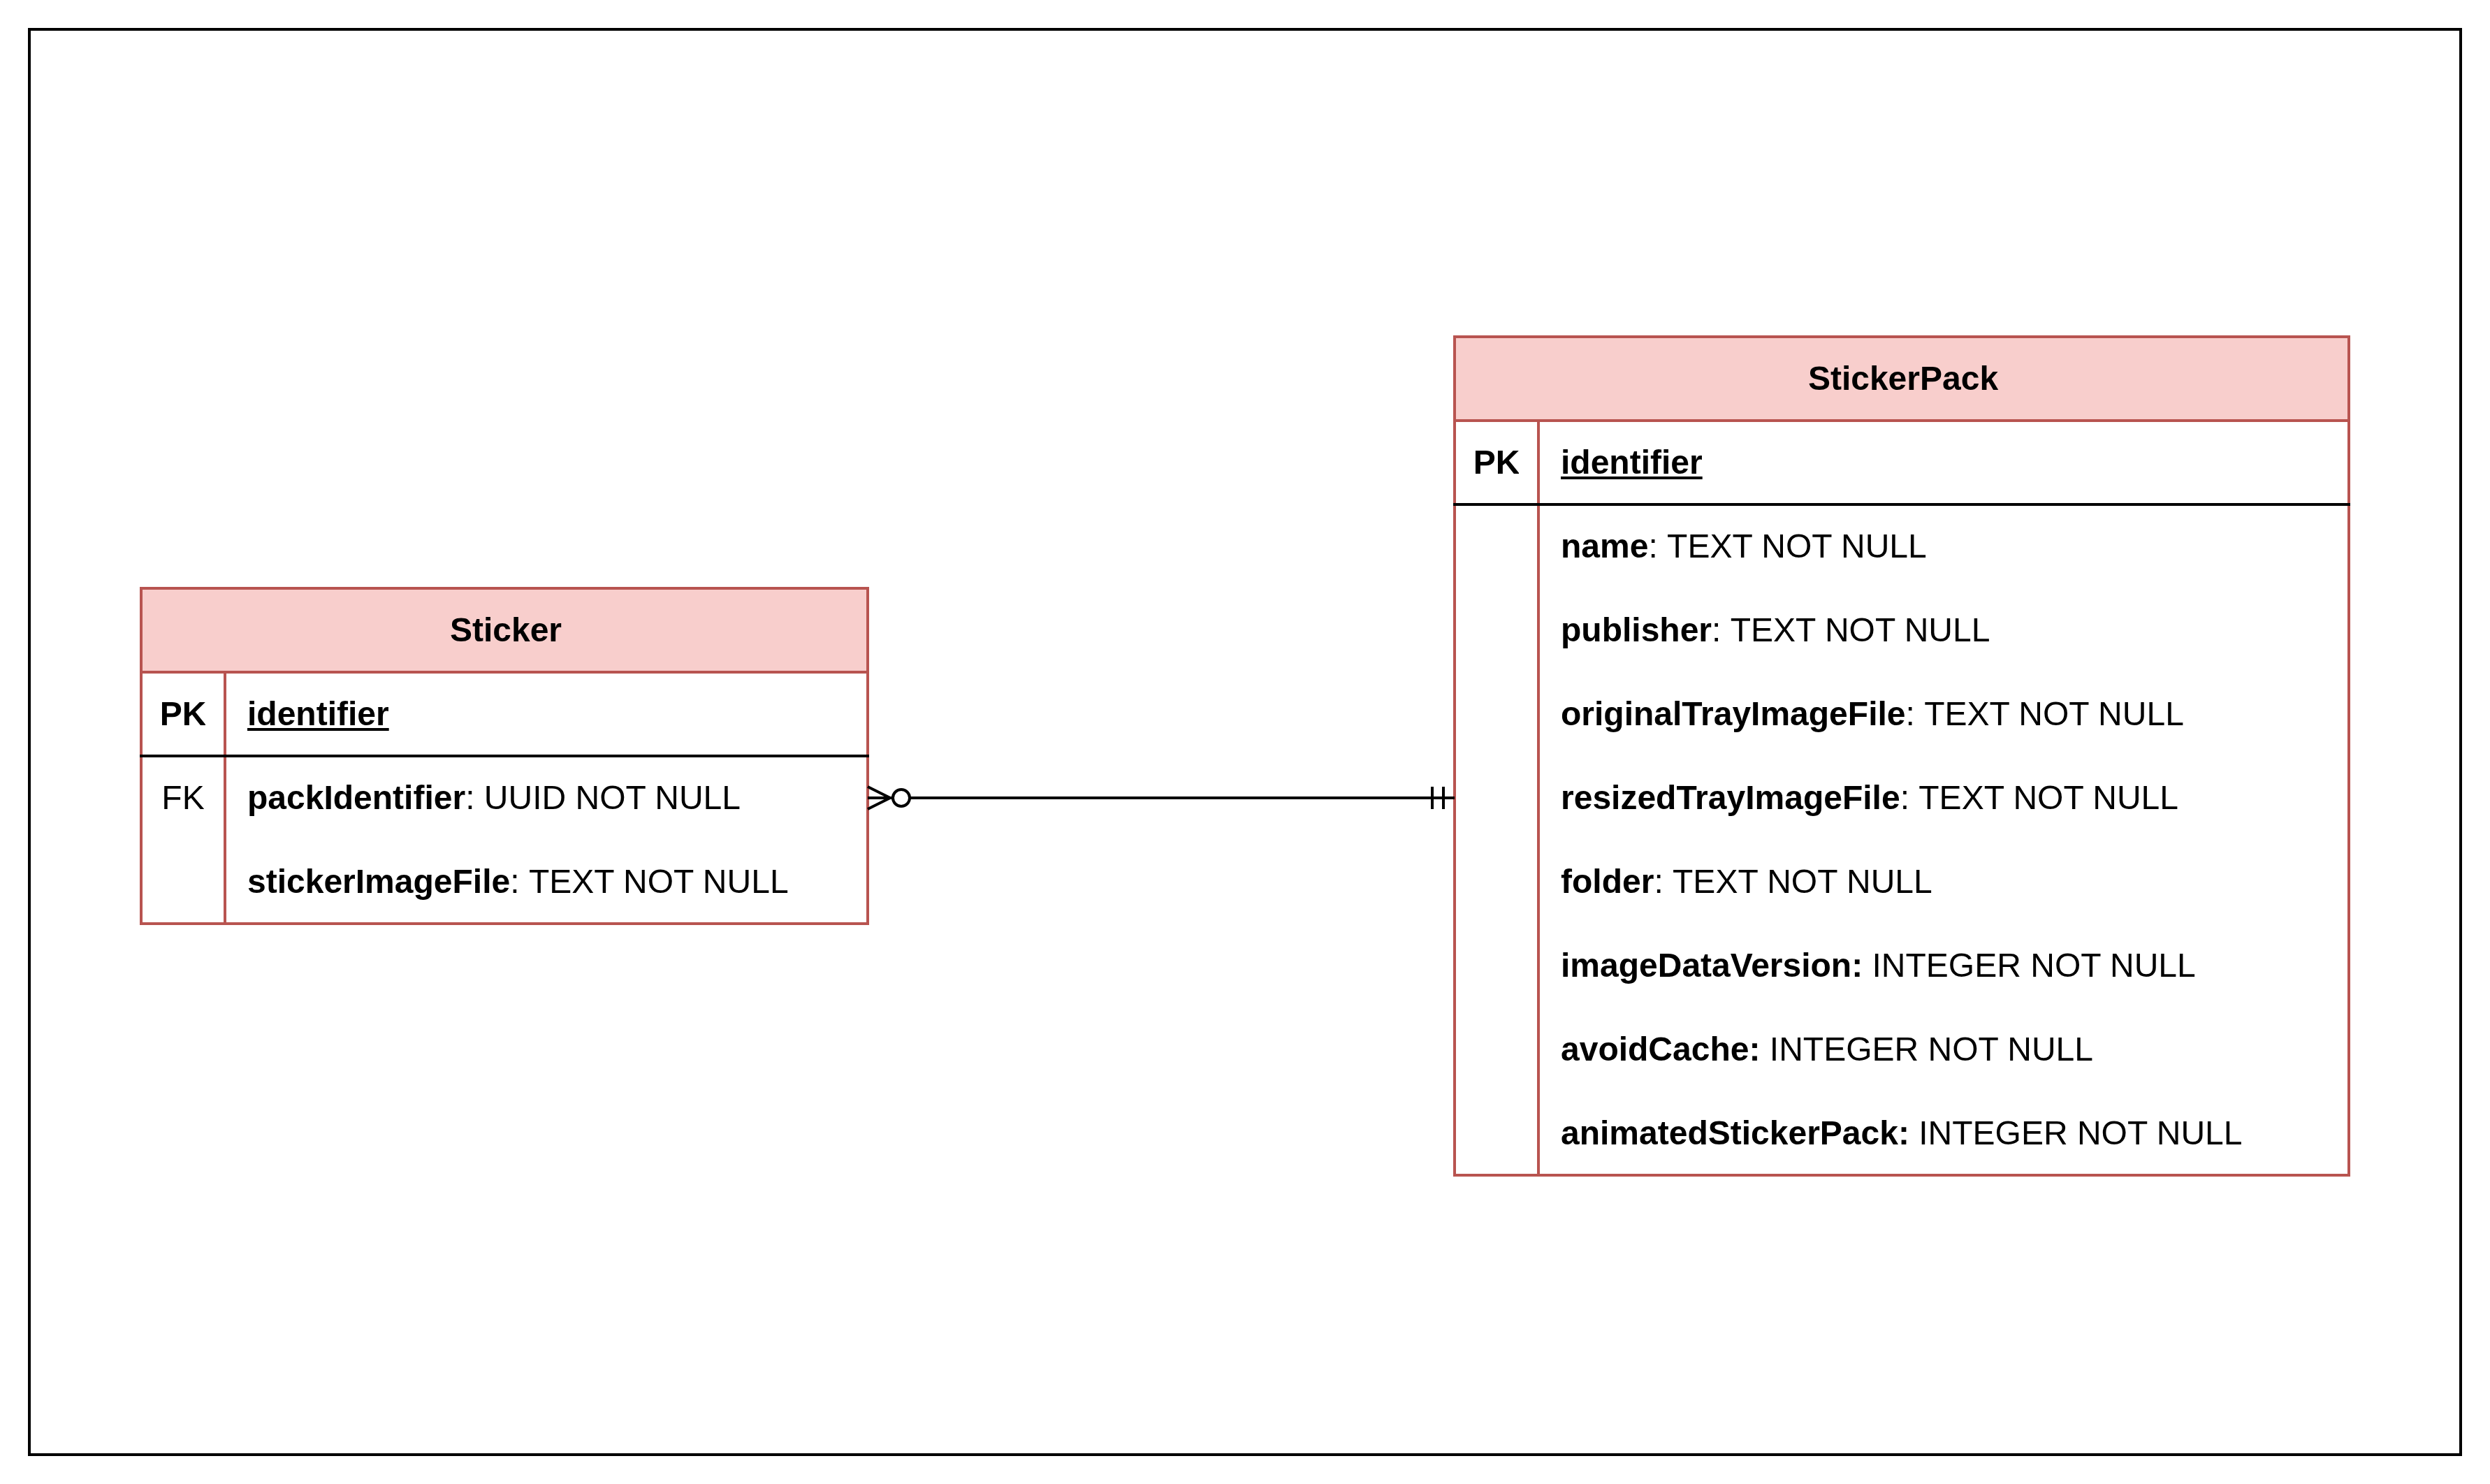 Sticker
PK identifier
FK packIdentifier: UUID NOT NULL
stickerImageFile: TEXT NOT NULL
StickerPack
PK identifier
name: TEXT NOT NULL
publisher: TEXT NOT NULL
originalTrayImageFile: TEXT NOT NULL
resizedTrayImageFile: TEXT NOT NULL
folder: TEXT NOT NULL
imageDataVersion: INTEGER NOT NULL
avoidCache: INTEGER NOT NULL
animatedStickerPack: INTEGER NOT NULL